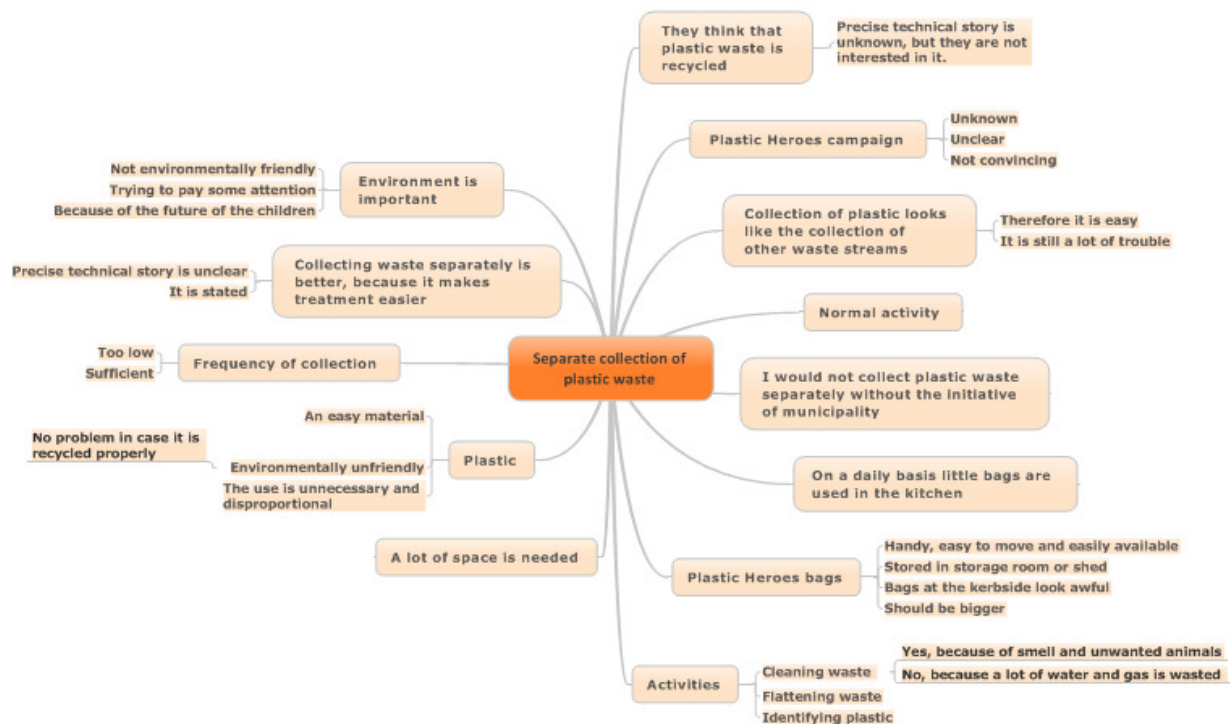 They think that
plastic waste is
recycled
Precise technical story is
unknown, but they are not
interested in it.
Plastic Heroes campaign
Unknown
Unclear
Not convincing
Not environmentally friendly
Trying to pay some attention
Because of the future of the children
Environment is
important
Collection of plastic looks
like the collection of
other waste streams
Therefore it is easy
It is still a lot of trouble
Precise technical story is unclear
It is stated
Collecting waste separately is
better, because it makes
treatment easier
Normal activity
Too low
Sufficient
Frequency of collection
Separate collection of
plastic waste
I would not collect plastic waste
separately without the initiative
of municipality
An easy material
No problem in case it is
recycled properly
Environmentally unfriendly
The use is unnecessary and
disproportional
Plastic
On a daily basis little bags are
used in the kitchen
A lot of space is needed
Plastic Heroes bags
Handy, easy to move and easily available
Stored in storage room or shed
Bags at the kerbside look awful
Should be bigger
Activities
Cleaning waste
Yes, because of smell and unwanted animals
No, because a lot of water and gas is wasted
Flattening waste
Identifying plastic